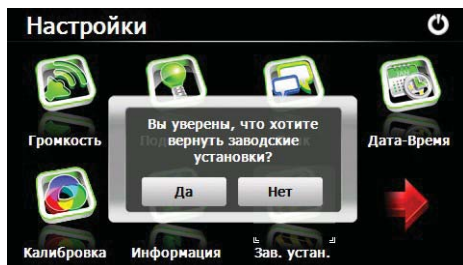 Настройки
Вы уверены, что хотите
вернуть заводские
установки?
Громкость
Дата-Время
Да
Нет
Калибровка
Информация
Зав. устан.